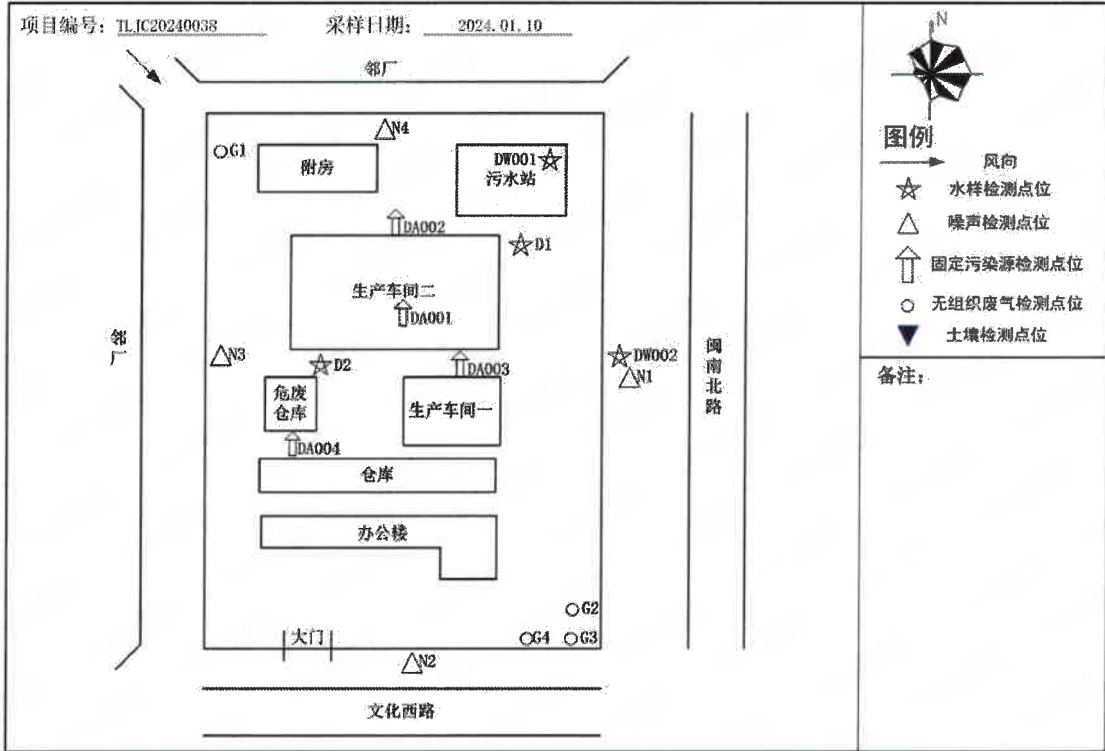 项目编号：TLJC20240038 采样日期：2024.01.10
N
邻厂
N4
G1
附房
DW001
污水站
图例
风向
水样检测点位
噪声检测点位
固定污染源检测点位
无组织废气检测点位
土壤检测点位
DA002
D1
生产车间二
DA001
邻厂
N3
D2
DA003
DW002
N1
闽南北路
备注：
危废
仓库
生产车间一
DA004
仓库
办公楼
G2
大门
G4
G3
N2
文化西路